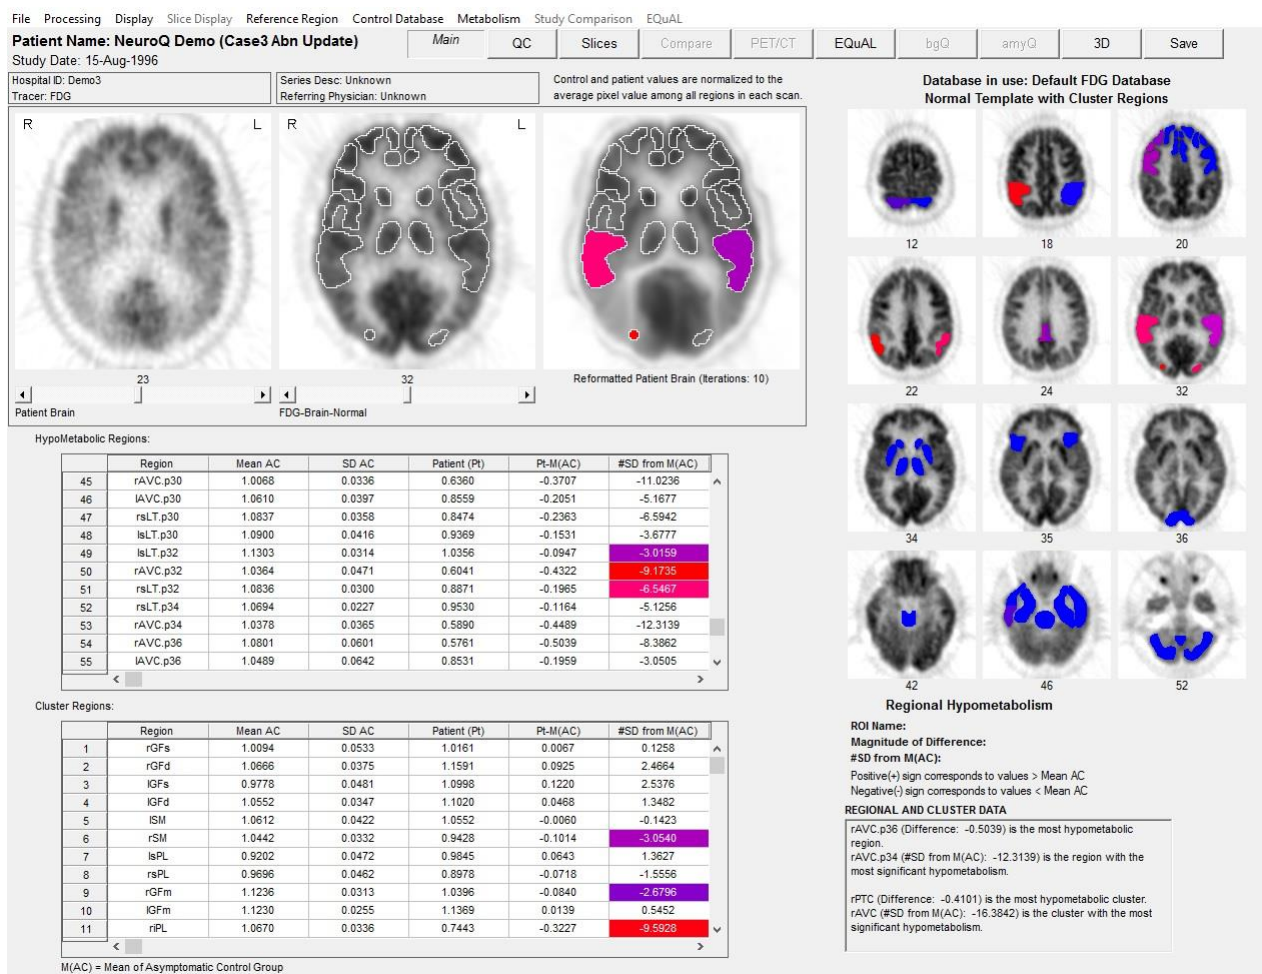 File Processing Display Slice Display Reference Region Control Database Metabolism Study Comparison EQuAL
Patient Name: NeuroQ Demo (Case3 Abn Update)
Main QC Slices Compare PET/CT EQuAL bgQ amyQ 3D Save
Study Date: 15-Aug-1996
Hospital ID: Demo3
Tracer: FDG
Series Desc: Unknown
Referring Physician: Unknown
Control and patient values are normalized to the
average pixel value among all regions in each scan.
Database in use: Default FDG Database
Normal Template with Cluster Regions
R L R L
23
Patient Brain
32
FDG-Brain-Normal
Reformatted Patient Brain (Iterations: 10)
12 18 20
22 24 32
34 35 36
42 46 52
HypoMetabolic Regions:
Region Mean AC SD AC Patient (Pt) Pt-M(AC) #SD from M(AC)
45 rAVC.p30 1.0068 0.0336 0.6360 -0.3707 -11.0236
46 lAVC.p30 1.0610 0.0397 0.8559 -0.2051 -5.1677
47 rsLT.p30 1.0837 0.0358 0.8474 -0.2363 -6.5942
48 lsLT.p30 1.0900 0.0416 0.9369 -0.1531 -3.6777
49 lsLT.p32 1.1303 0.0314 1.0356 -0.0947 -3.0159
50 rAVC.p32 1.0364 0.0471 0.6041 -0.4322 -9.1735
51 rsLT.p32 1.0836 0.0300 0.8871 -0.1965 -6.5467
52 rsLT.p34 1.0694 0.0227 0.9530 -0.1164 -5.1256
53 rAVC.p34 1.0378 0.0365 0.5890 -0.4489 -12.3139
54 rAVC.p36 1.0801 0.0601 0.5761 -0.5039 -8.3862
55 lAVC.p36 1.0489 0.0642 0.8531 -0.1959 -3.0505
Cluster Regions:
Region Mean AC SD AC Patient (Pt) Pt-M(AC) #SD from M(AC)
1 rGFs 1.0094 0.0533 1.0161 0.0067 0.1258
2 rGFd 1.0666 0.0375 1.1591 0.0925 2.4664
3 lGFs 0.9778 0.0481 1.0998 0.1220 2.5376
4 lGFd 1.0552 0.0347 1.1020 0.0468 1.3482
5 lSM 1.0612 0.0422 1.0552 -0.0060 -0.1423
6 rSM 1.0442 0.0332 0.9428 -0.1014 -3.0540
7 lsPL 0.9202 0.0472 0.9845 0.0643 1.3627
8 rsPL 0.9696 0.0462 0.8978 -0.0718 -1.5556
9 rGFm 1.1236 0.0313 1.0396 -0.0840 -2.6796
10 lGFm 1.1230 0.0255 1.1369 0.0139 0.5452
11 riPL 1.0670 0.0336 0.7443 -0.3227 -9.5928
M(AC) = Mean of Asymptomatic Control Group
Regional Hypometabolism
ROI Name:
Magnitude of Difference:
#SD from M(AC):
Positive(+) sign corresponds to values > Mean AC
Negative(-) sign corresponds to values < Mean AC
REGIONAL AND CLUSTER DATA
rAVC.p36 (Difference: -0.5039) is the most hypometabolic
region.
rAVC.p34 (#SD from M(AC): -12.3139) is the region with the
most significant hypometabolism.
rPTC (Difference: -0.4101) is the most hypometabolic cluster.
rAVC (#SD from M(AC): -16.3842) is the cluster with the most
significant hypometabolism.